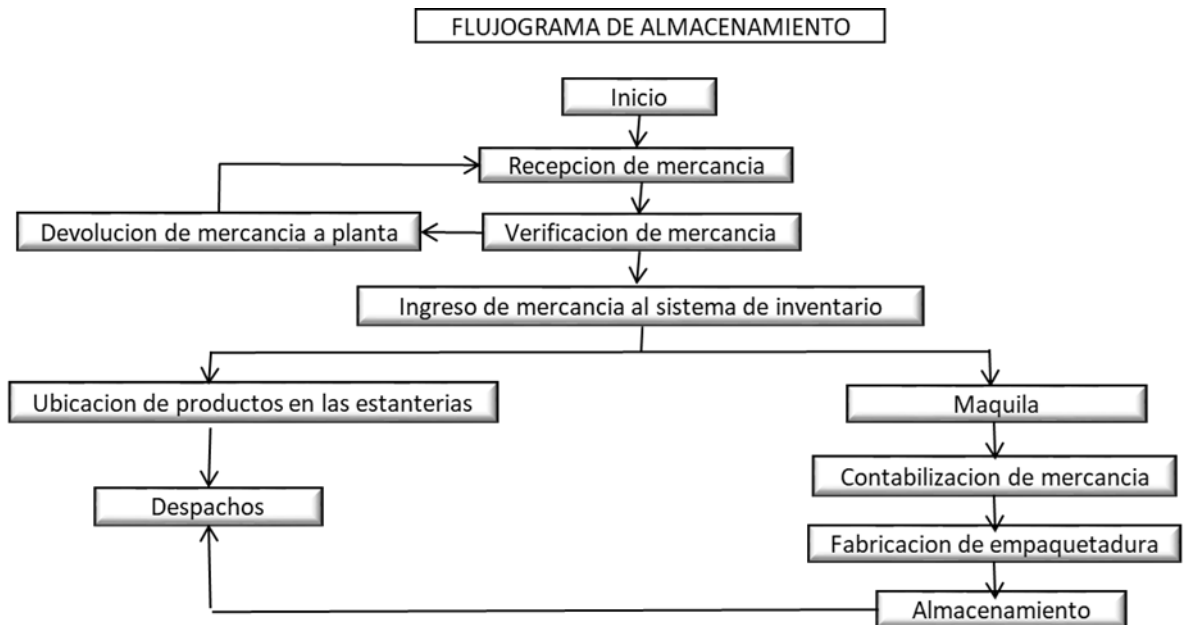 FLUJOGRAMA DE ALMACENAMIENTO
Inicio
Recepcion de mercancia
Devolucion de mercancia a planta
Verificacion de mercancia
Ingreso de mercancia al sistema de inventario
Ubicacion de productos en las estanterias
Maquila
Contabilizacion de mercancia
Despachos
Fabricacion de empaquetadura
Almacenamiento